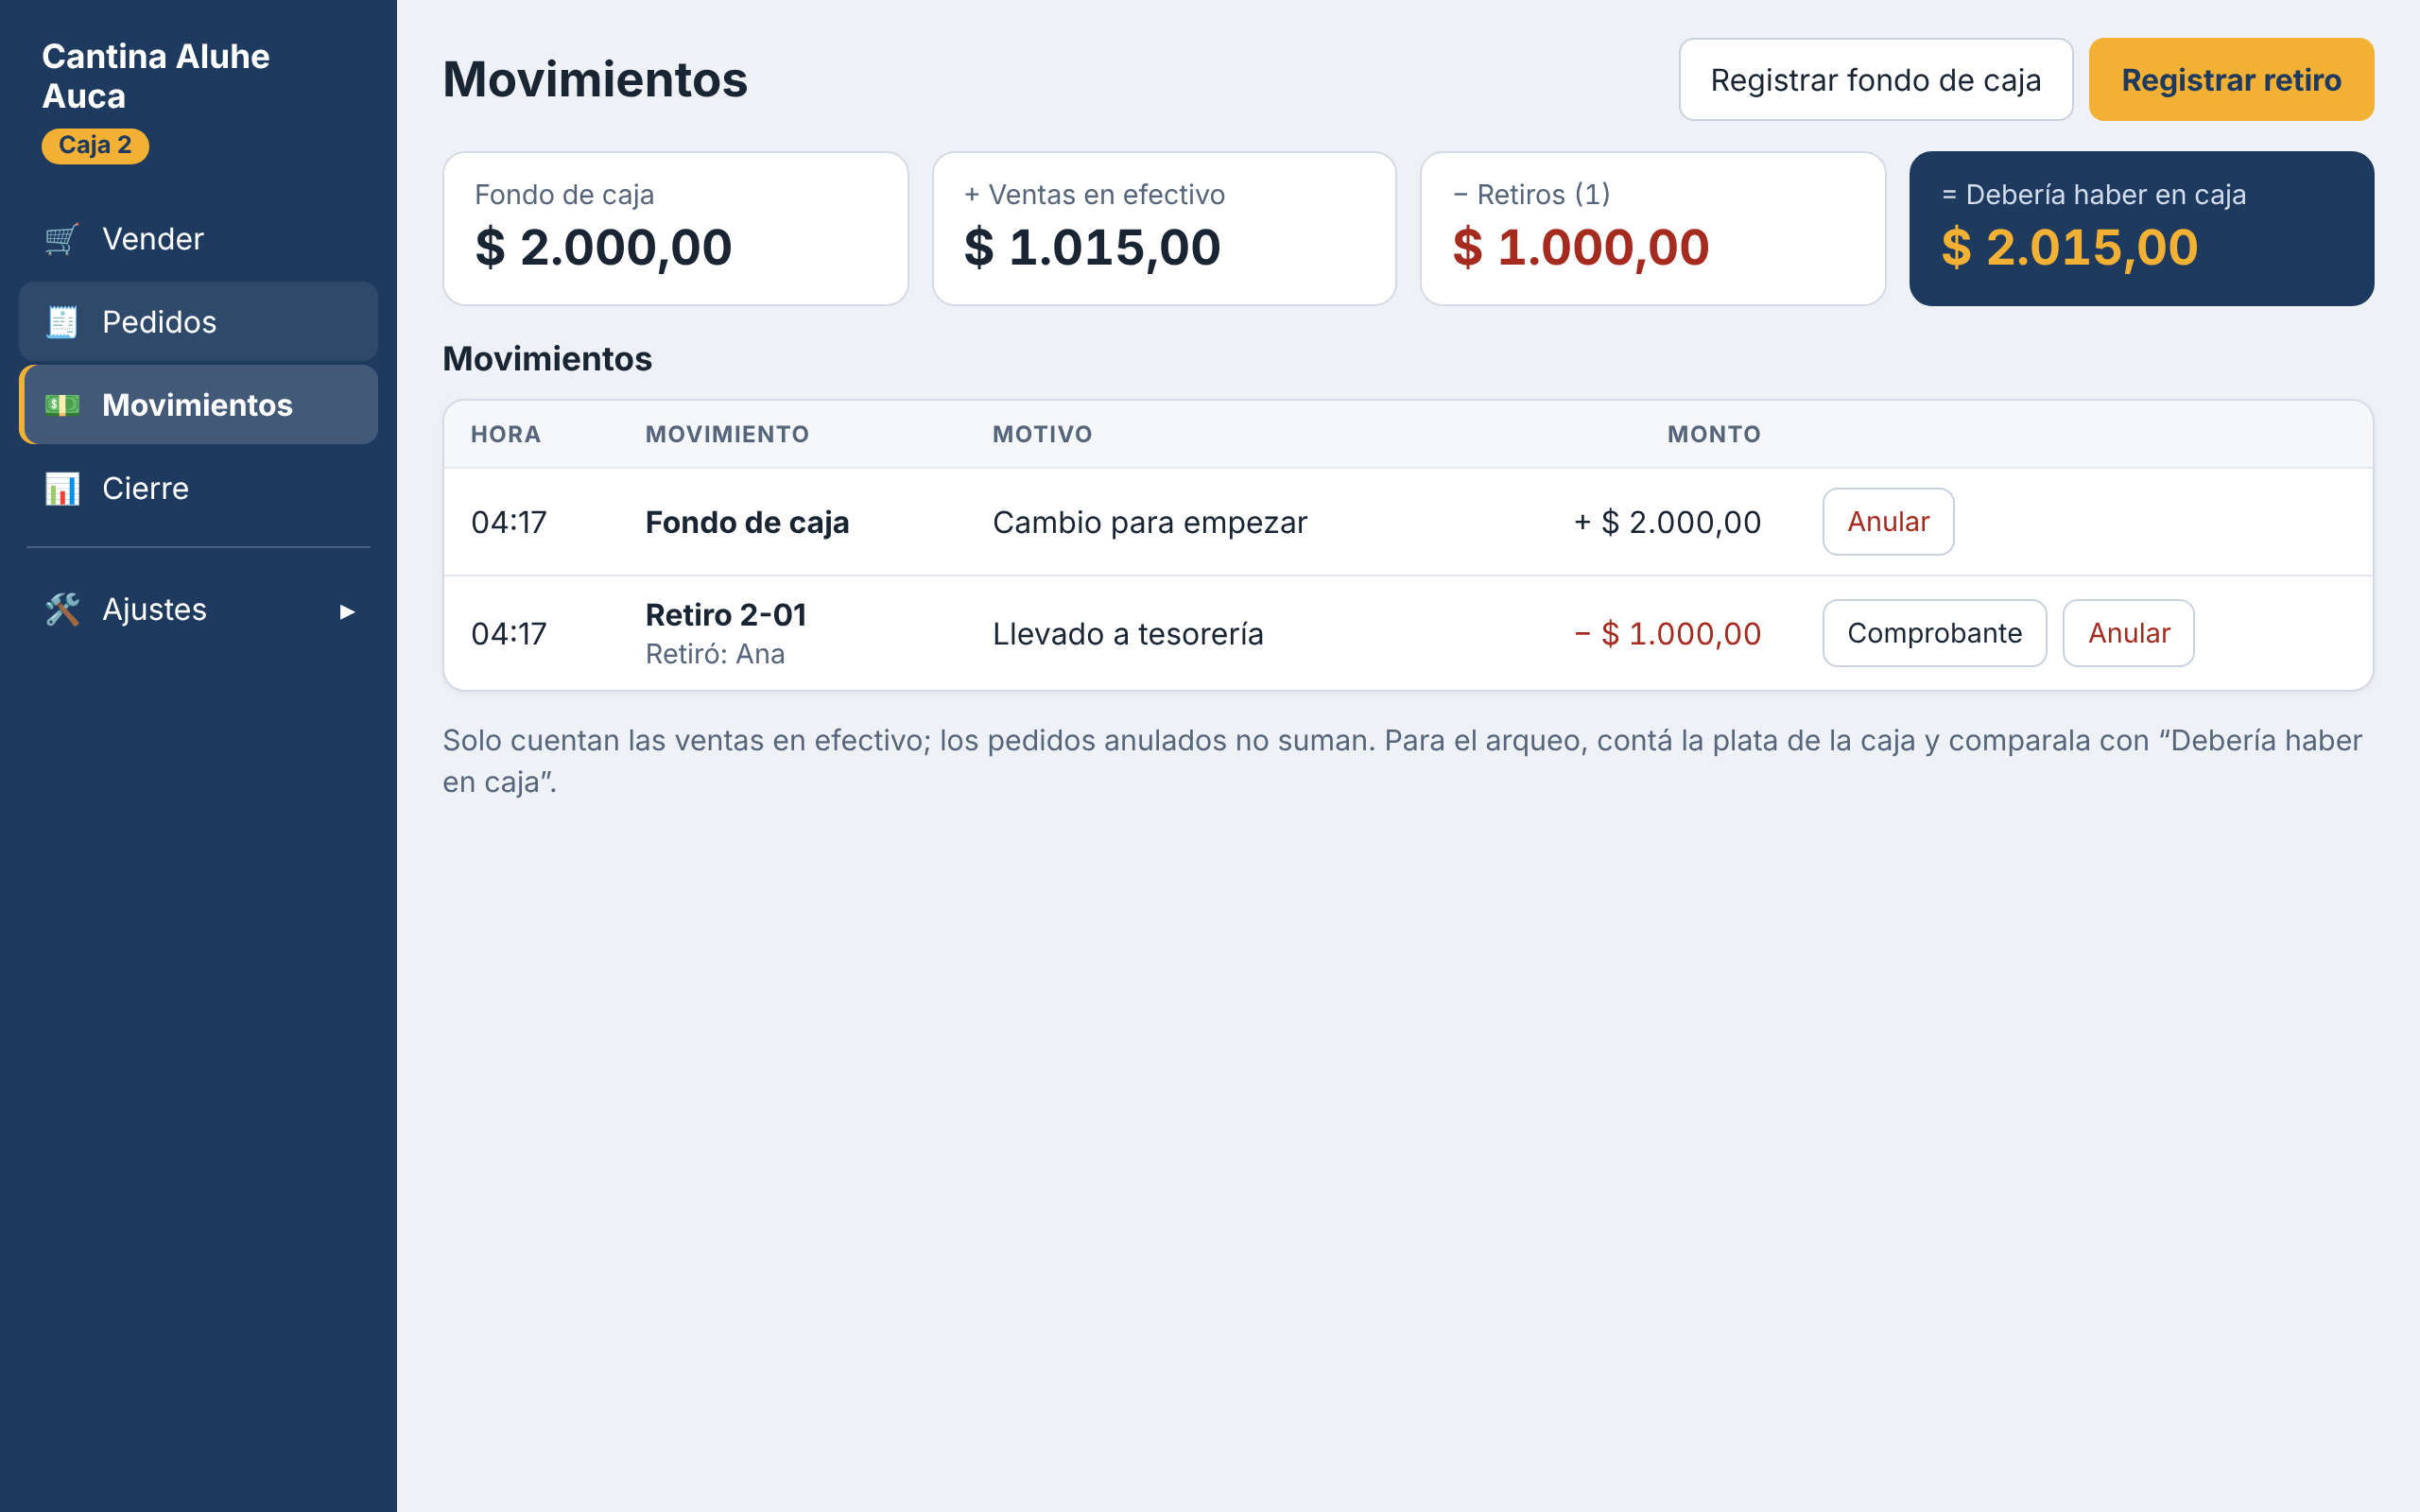 Cantina Aluhe
Auca
Caja 2
Vender
Pedidos
Movimientos
Cierre
Ajustes ▸
Movimientos
Registrar fondo de caja
Registrar retiro
Fondo de caja
$ 2.000,00
+ Ventas en efectivo
$ 1.015,00
− Retiros (1)
$ 1.000,00
= Debería haber en caja
$ 2.015,00
Movimientos
HORA MOVIMIENTO MOTIVO MONTO
04:17 Fondo de caja Cambio para empezar + $ 2.000,00 Anular
04:17 Retiro 2-01 Llevado a tesorería − $ 1.000,00 Comprobante Anular
Retiró: Ana
Solo cuentan las ventas en efectivo; los pedidos anulados no suman. Para el arqueo, contá la plata de la caja y comparala con “Debería haber
en caja”.